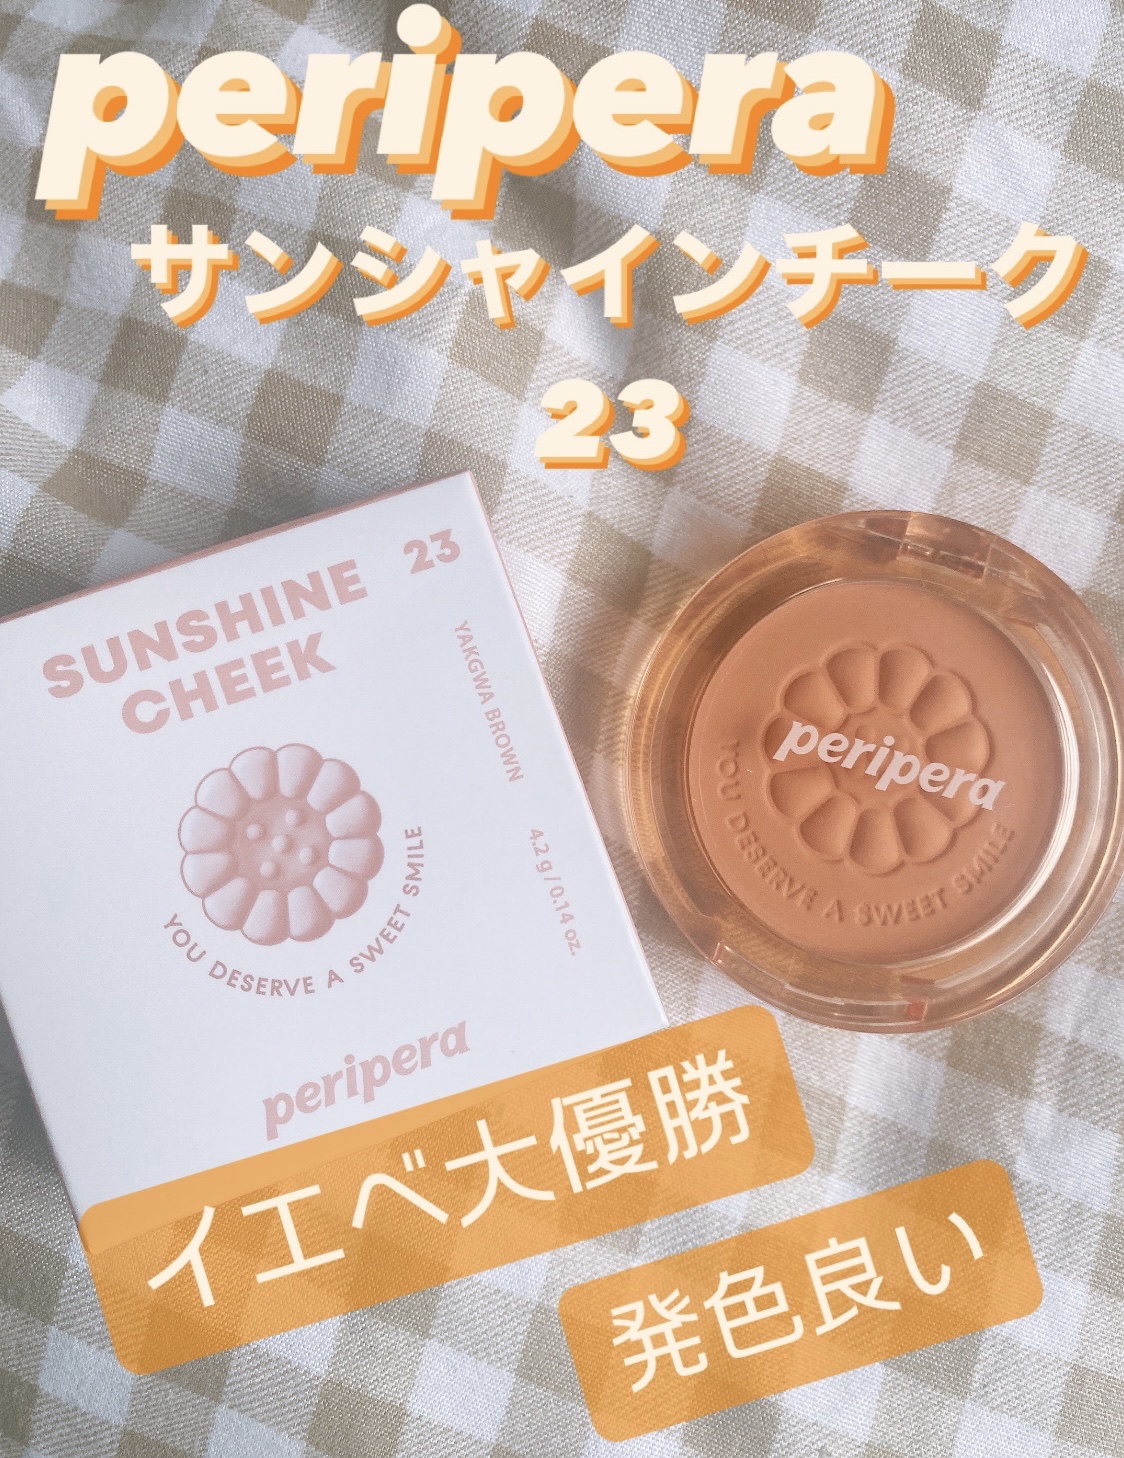 peripera
サンシャインチーク
23
SUNSHINE
CHEEK
23
YAKGWA BROWN
4.2 g / 0.14 oz.
YOU DESERVE A SWEET SMILE
peripera
peripera
YOU DESERVE A SWEET SMILE
イエベ大優勝
発色良い